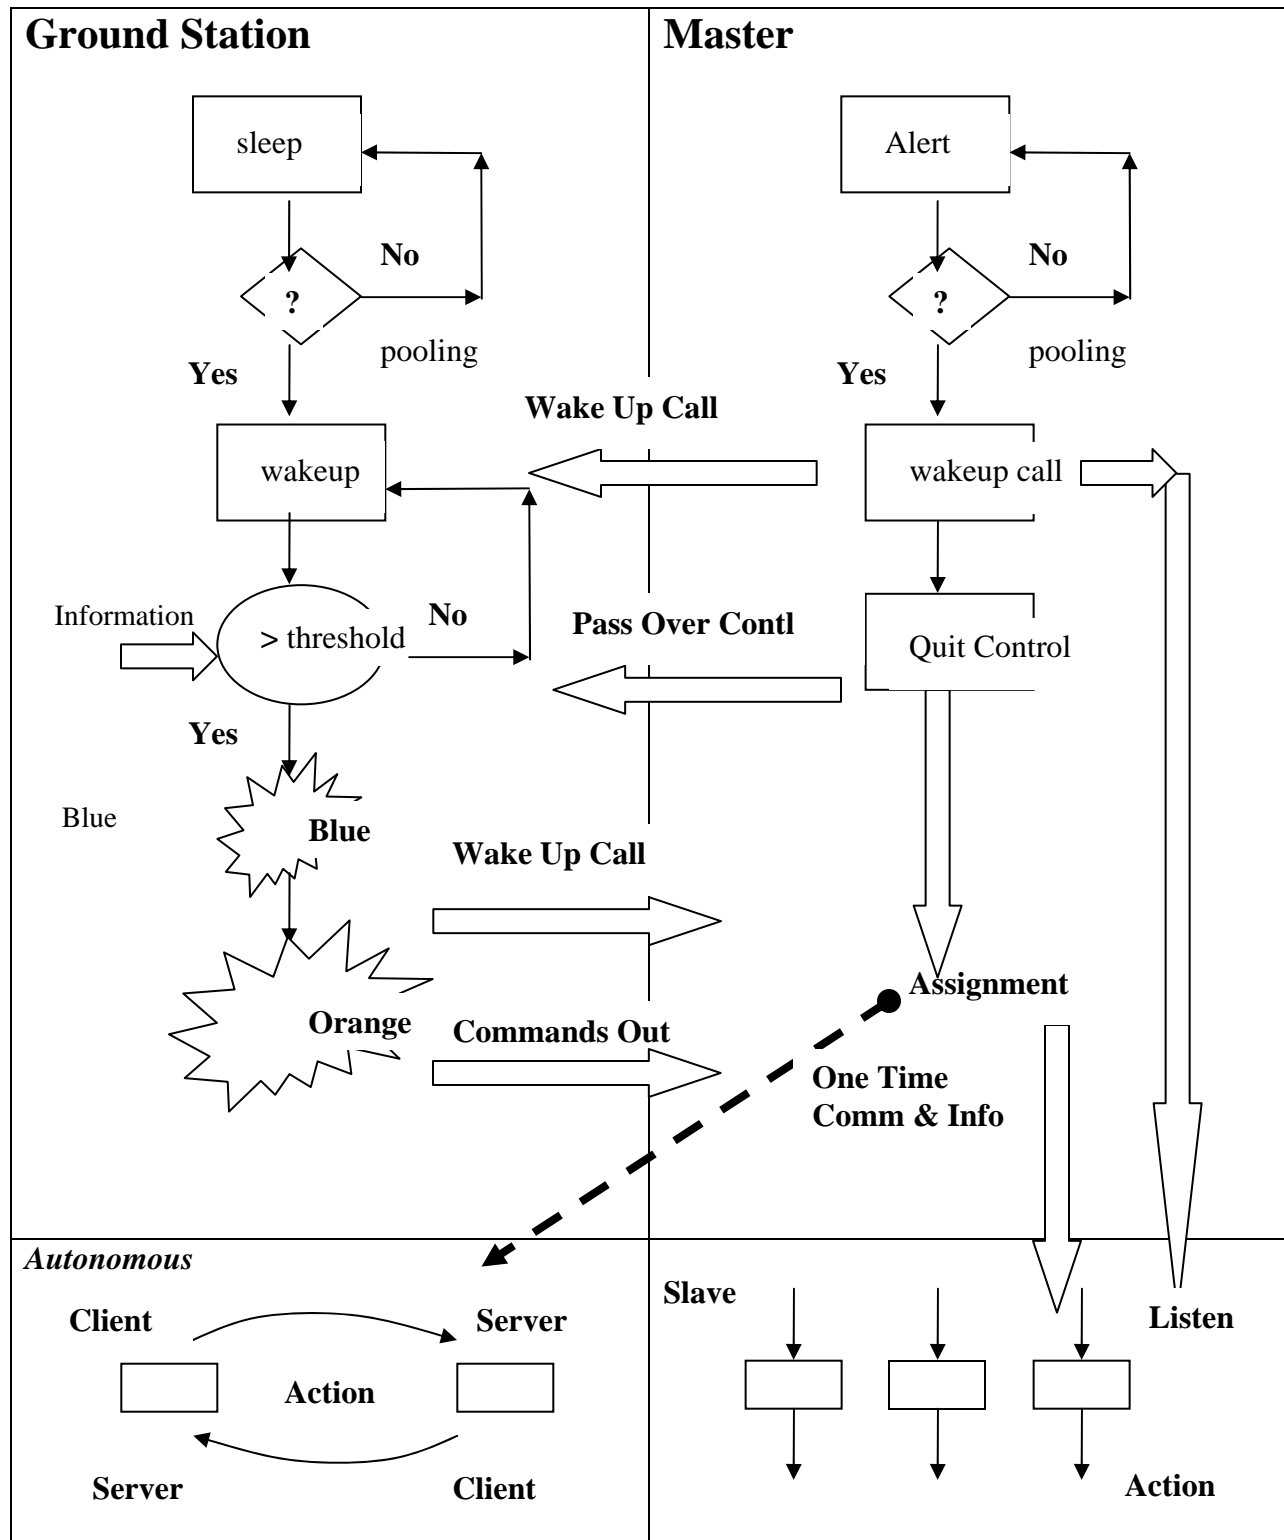 Ground Station
sleep
No
?
pooling
Yes
wakeup
Information
> threshold
No
Yes
Blue
Blue
Orange
Wake Up Call
Pass Over Contl
Wake Up Call
Commands Out
Master
Alert
No
?
pooling
Yes
wakeup call
Quit Control
Assignment
One Time
Comm & Info
Autonomous
Client
Server
Action
Server
Client
Slave
Listen
Action